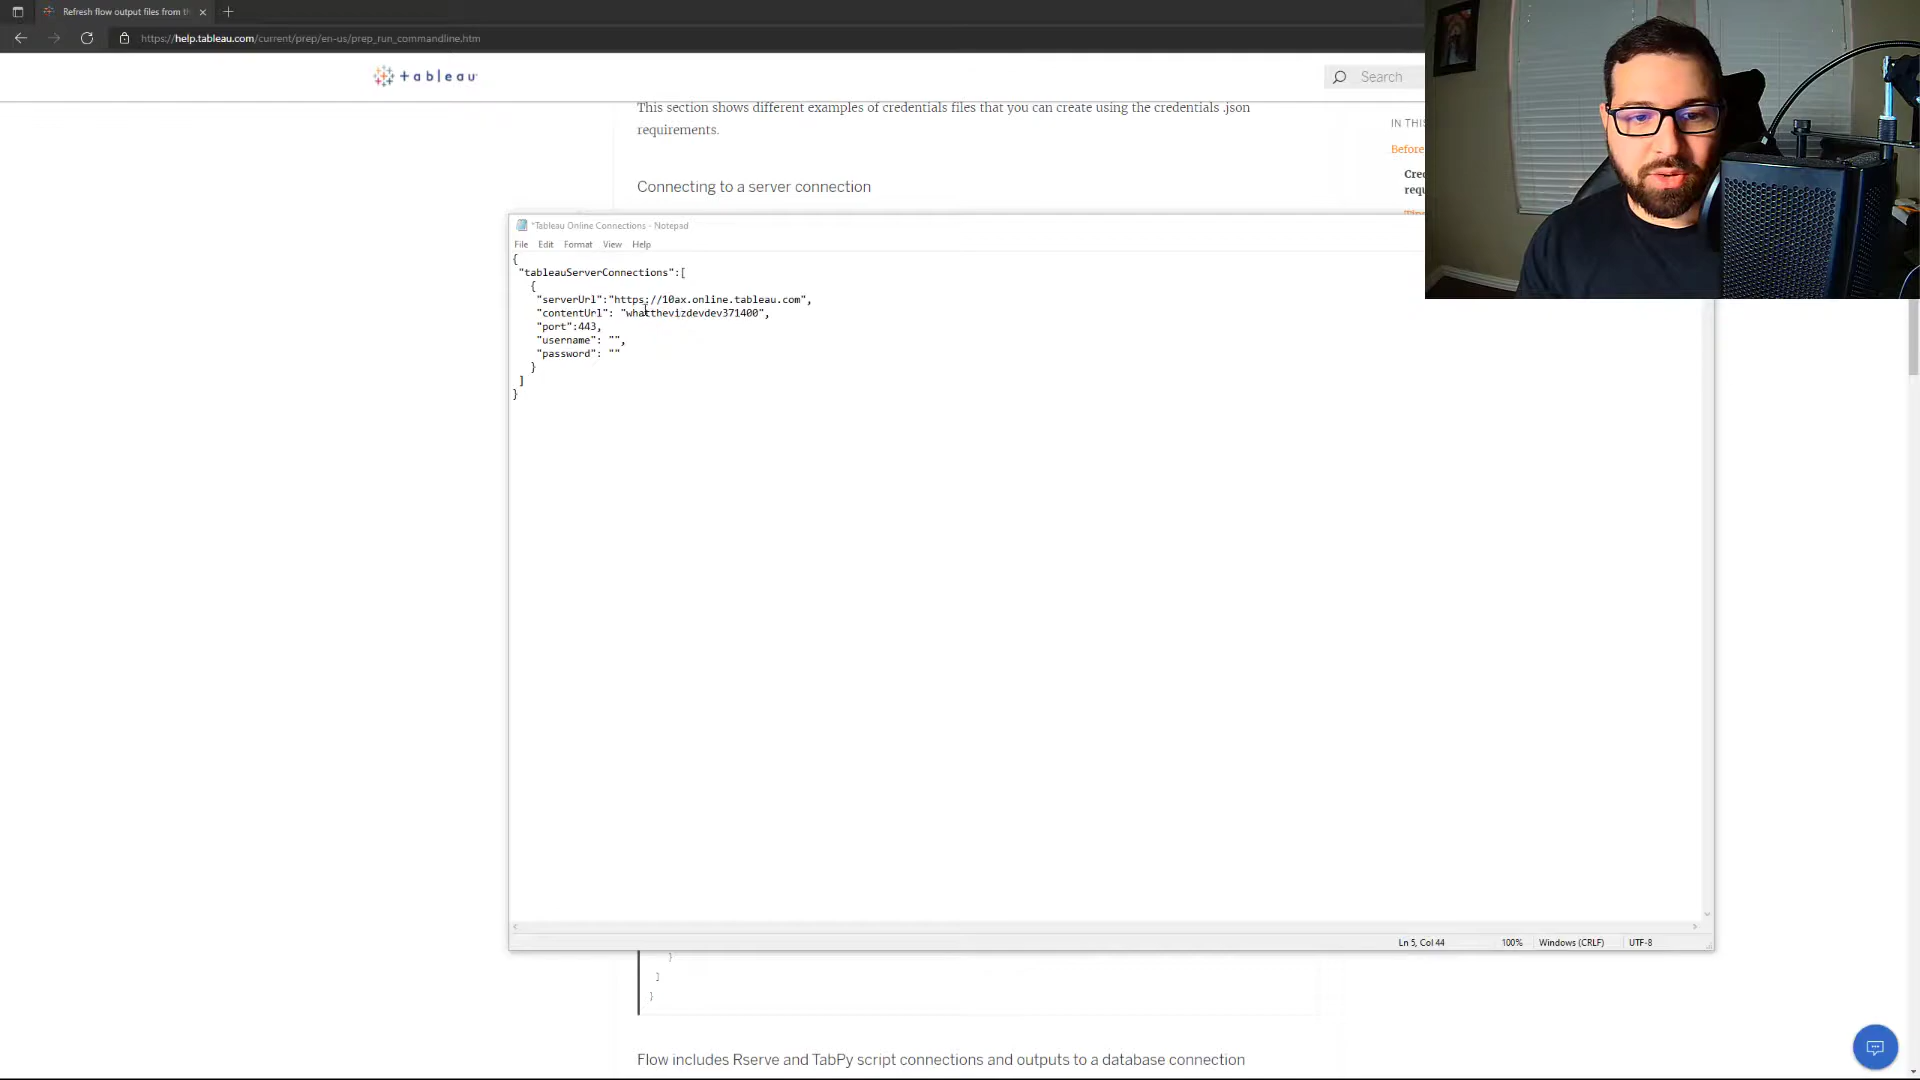 Refresh flow output files from th
https://help.tableau.com/current/prep/en-us/prep_run_commandline.htm
+ableau
Search
This section shows different examples of credentials files that you can create using the credentials .json
requirements.
IN THI
Before
Cred
requ
Connecting to a server connection
*Tableau Online Connections - Notepad
File Edit Format View Help
{
"tableauServerConnections":[
{
"serverUrl":"https://10ax.online.tableau.com",
"contentUrl": "whatthevizdevdev371400",
"port":443,
"username": "",
"password": ""
}
]
}
Ln 5, Col 44
100%
Windows (CRLF)
UTF-8
}
]
}
Flow includes Rserve and TabPy script connections and outputs to a database connection